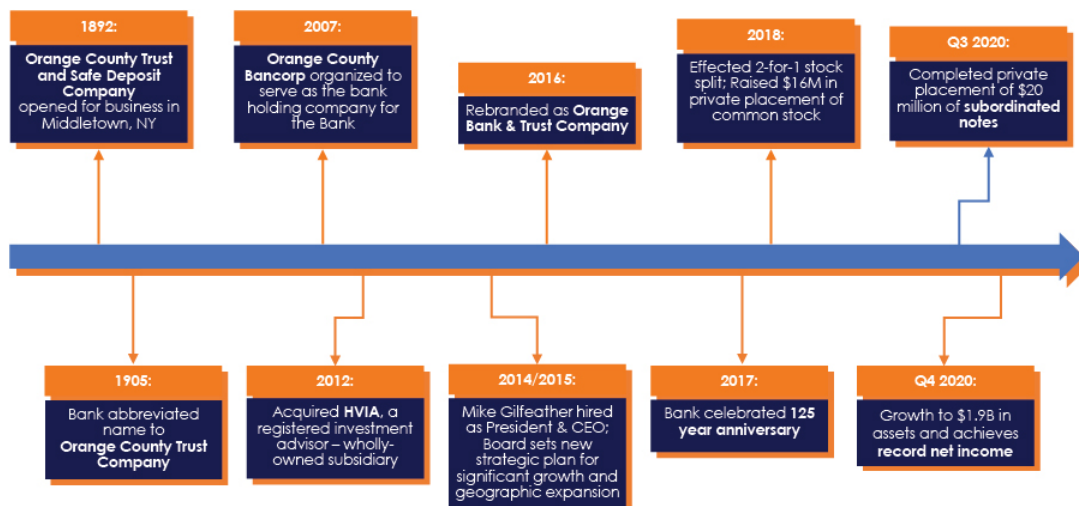 1892:
Orange County Trust
and Safe Deposit
Company
opened for business in
Middletown, NY
2007:
Orange County
Bancorp organized to
serve as the bank
holding company for
the Bank
2016:
Rebranded as Orange
Bank & Trust Company
2018:
Effected 2-for-1 stock
split; Raised $16M in
private placement of
common stock
Q3 2020:
Completed private
placement of $20
million of subordinated
notes
1905:
Bank abbreviated
name to
Orange County Trust
Company
2012:
Acquired HVIA, a
registered investment
advisor – wholly-
owned subsidiary
2014/2015:
Mike Gilfeather hired
as President & CEO;
Board sets new
strategic plan for
significant growth and
geographic expansion
2017:
Bank celebrated 125
year anniversary
Q4 2020:
Growth to $1.9B in
assets and achieves
record net income